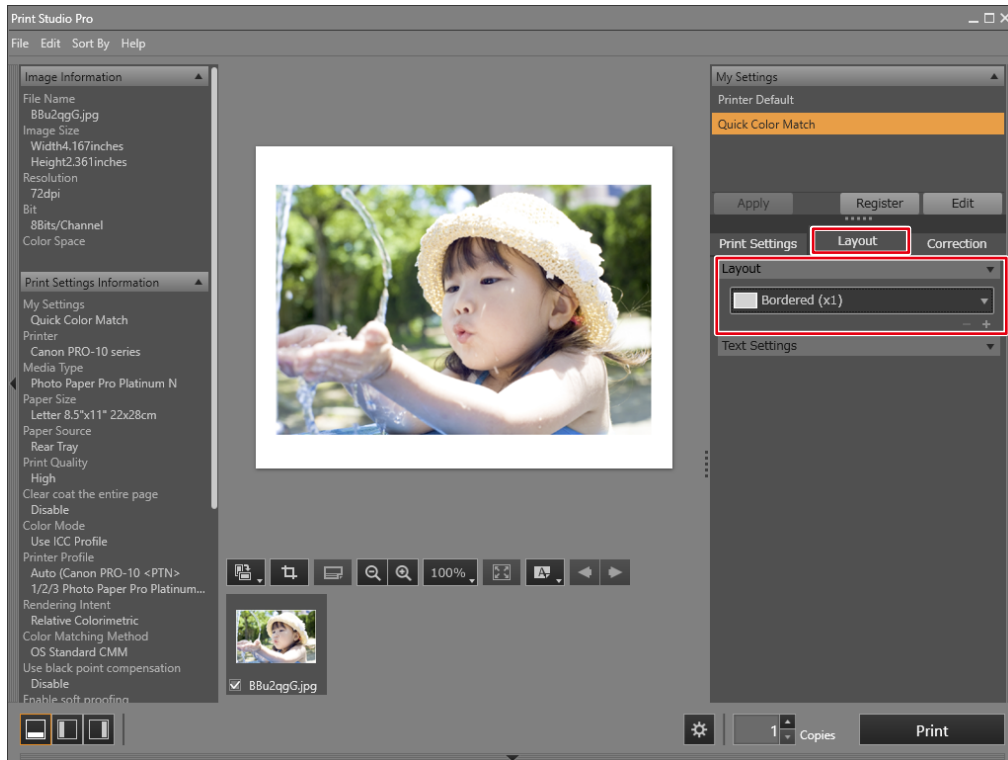 Print Studio Pro
File Edit Sort By Help
Image Information
File Name
BBu2qgG.jpg
Image Size
Width4.167inches
Height2.361inches
Resolution
72dpi
Bit
8Bits/Channel
Color Space
Print Settings Information
My Settings
Quick Color Match
Printer
Canon PRO-10 series
Media Type
Photo Paper Pro Platinum N
Paper Size
Letter 8.5"x11" 22x28cm
Paper Source
Rear Tray
Print Quality
High
Clear coat the entire page
Disable
Color Mode
Use ICC Profile
Printer Profile
Auto (Canon PRO-10 <PTN>
1/2/3 Photo Paper Pro Platinum...
Rendering Intent
Relative Colorimetric
Color Matching Method
OS Standard CMM
Use black point compensation
Disable
Enable soft proofing
100%
A
BBu2qgG.jpg
My Settings
Printer Default
Quick Color Match
Apply Register Edit
Print Settings Layout Correction
Layout
Bordered (x1)
Text Settings
1 Copies Print